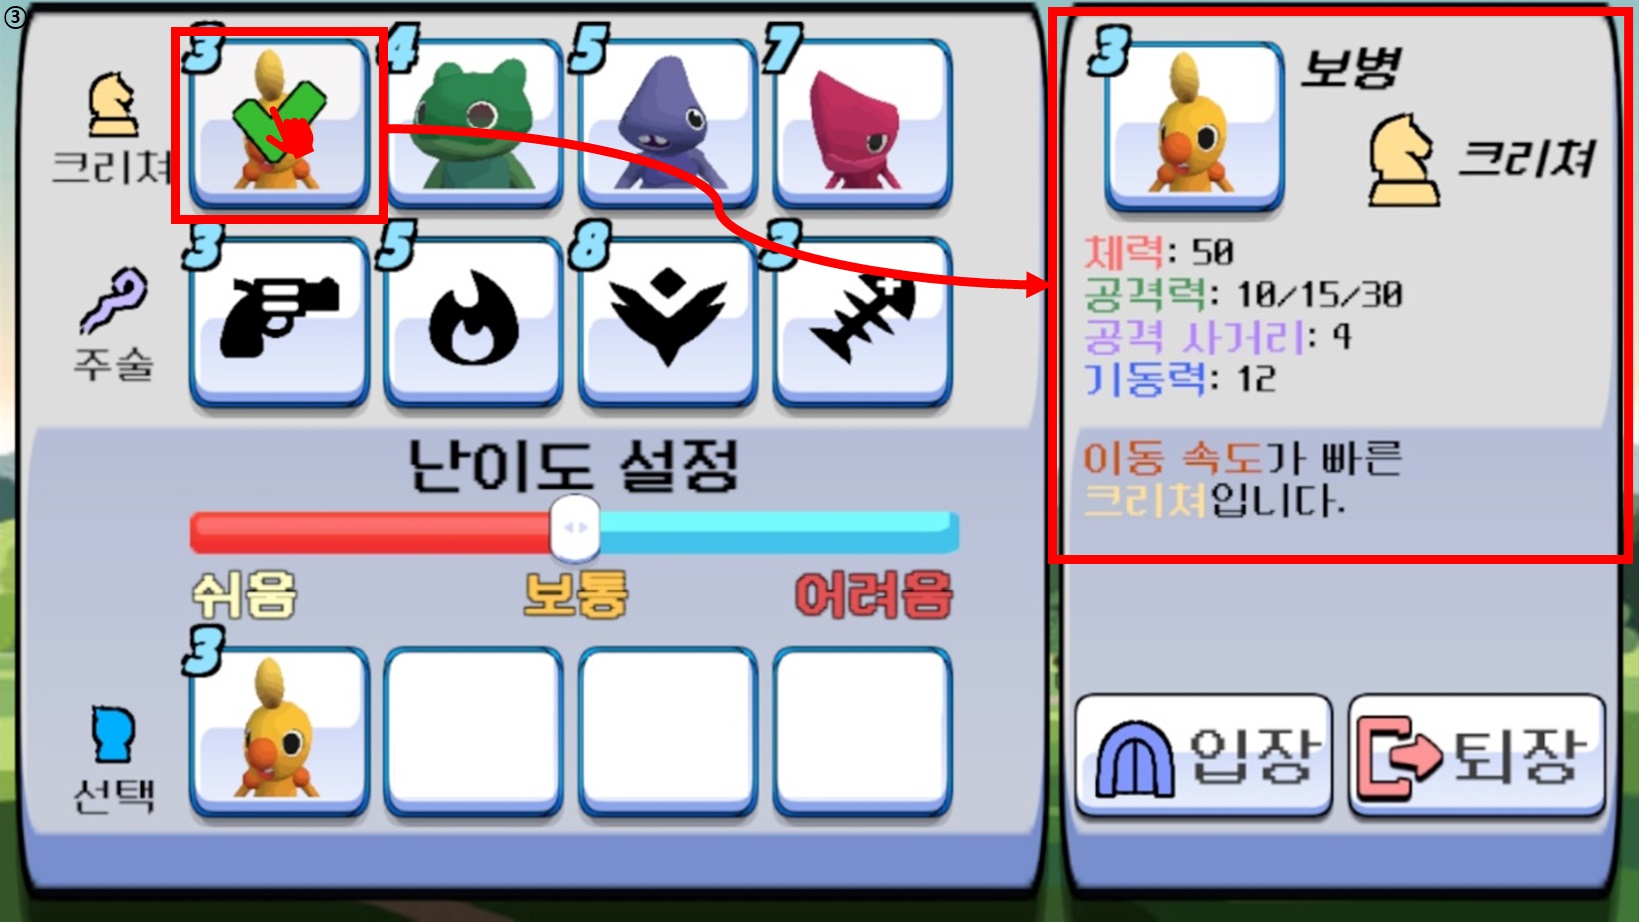 ③
3
4
5
7
크리쳐
3
5
8
3
주술
난이도 설정
쉬움
보통
어려움
3
선택
3
보병
크리쳐
체력: 50
공격력: 10/15/30
공격 사거리: 4
기동력: 12
이동 속도가 빠른
크리쳐입니다.
입장
퇴장